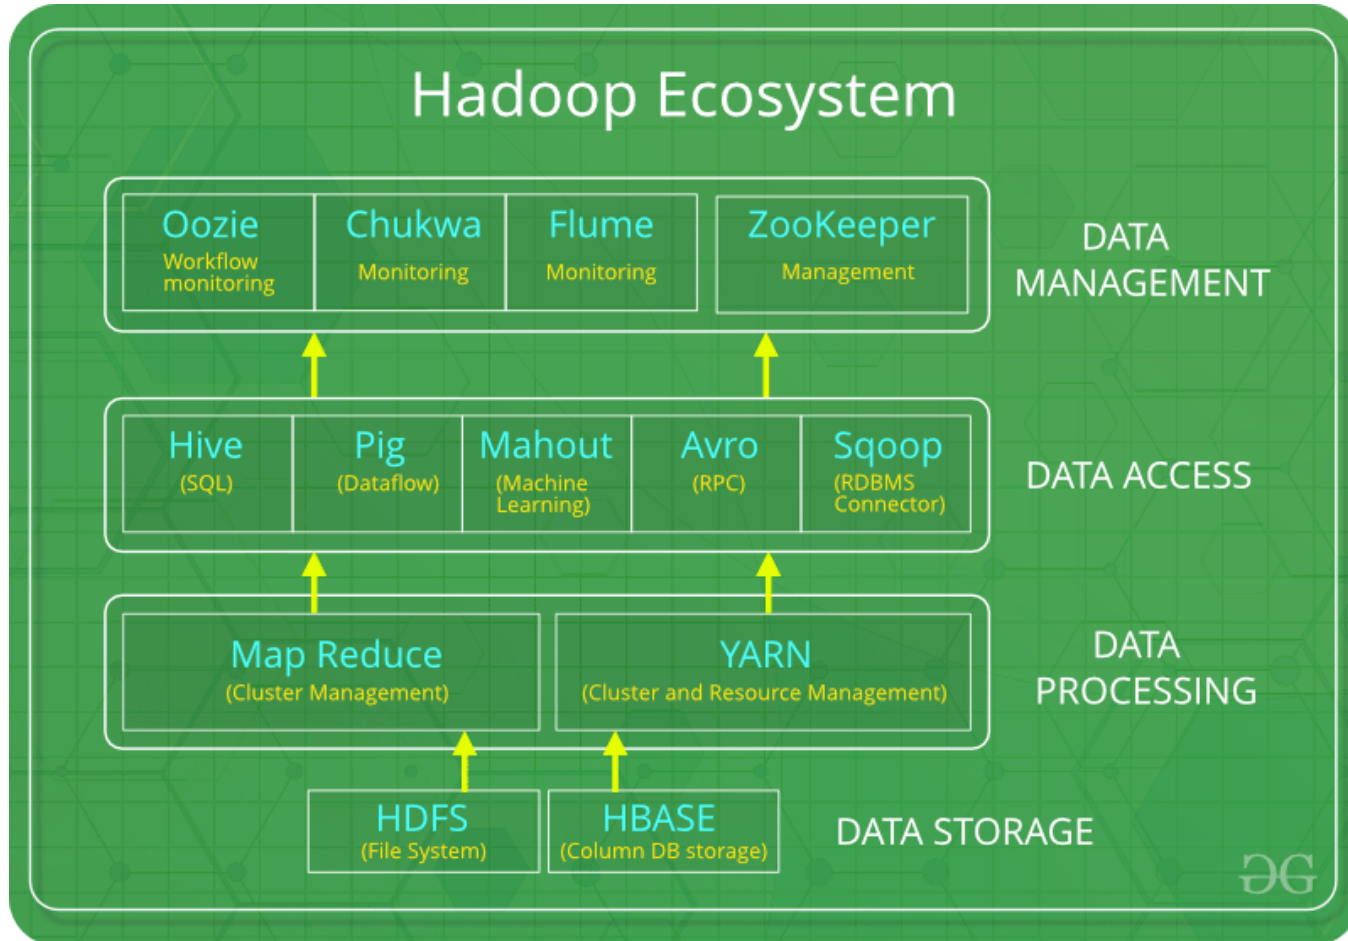 Hadoop Ecosystem
Oozie
Workflow
monitoring
Chukwa
Monitoring
Flume
Monitoring
ZooKeeper
Management
DATA
MANAGEMENT
Hive
(SQL)
Pig
(Dataflow)
Mahout
(Machine
Learning)
Avro
(RPC)
Sqoop
(RDBMS
Connector)
DATA ACCESS
Map Reduce
(Cluster Management)
YARN
(Cluster and Resource Management)
DATA
PROCESSING
HDFS
(File System)
HBASE
(Column DB storage)
DATA STORAGE